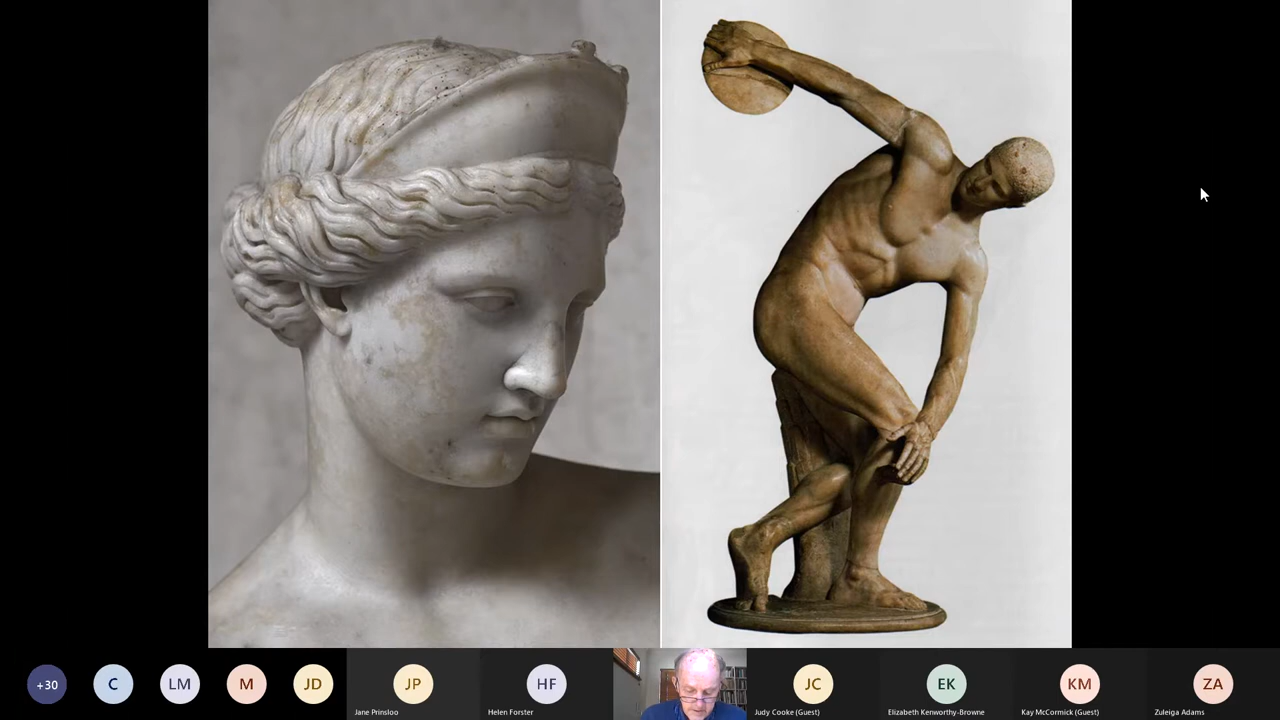 +30
C
LM
M
JD
JP
Jane Prinsloo
HF
Helen Forster
JC
Judy Cooke (Guest)
EK
Elizabeth Kenworthy-Browne
KM
Kay McCormick (Guest)
ZA
Zuleiga Adams